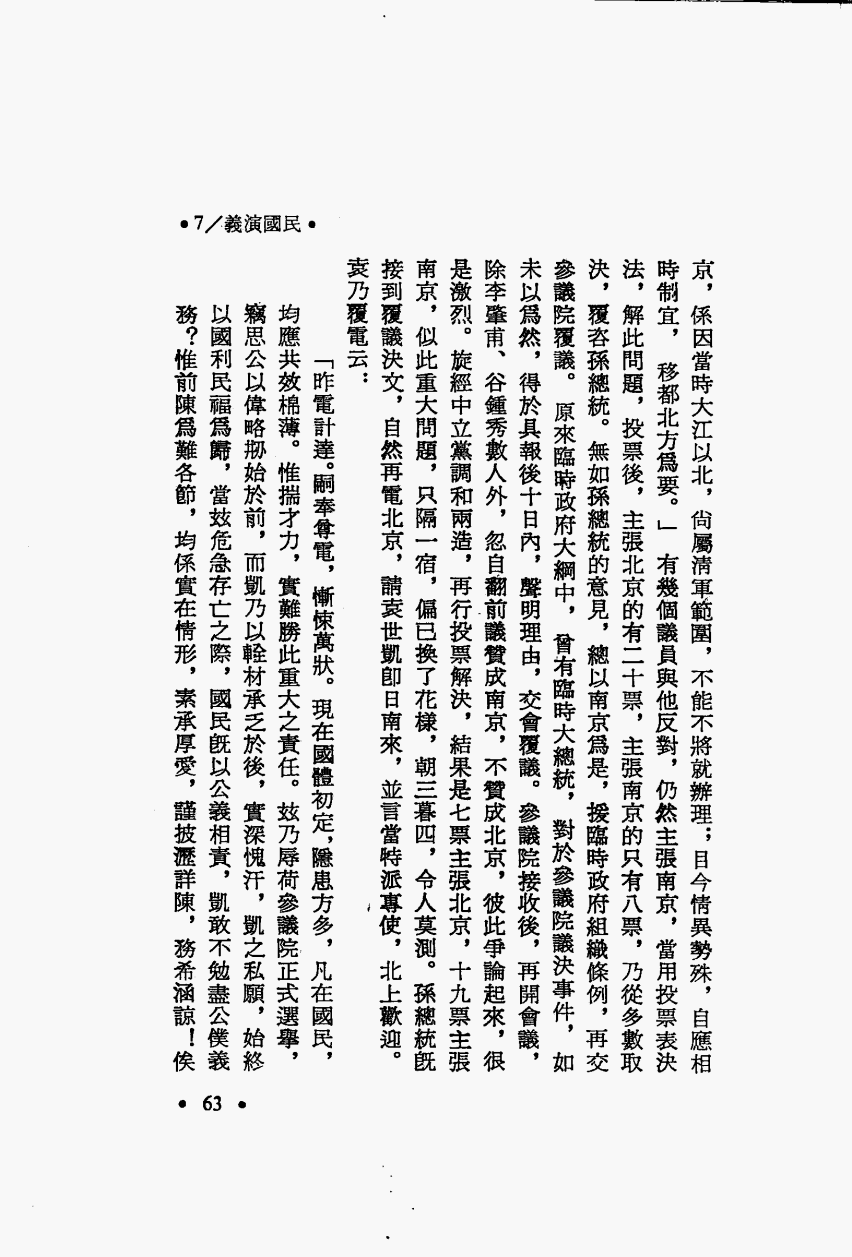 •7／義演國民•
京，係因當時大江以北，尙屬淸軍範圍，不能不將就辦理；目今情異勢殊，自應相
時制宜，移都北方爲要。」有幾個議員與他反對，仍然主張南京，當用投票表決
法，解此問題，投票後，主張北京的有二十票，主張南京的只有八票，乃從多數取
決，覆咨孫總統。無如孫總統的意見，總以南京爲是，援臨時政府組織條例，再交
參議院覆議。原來臨時政府大綱中，曾有臨時大總統，對於參議院議決事件，如
未以爲然，得於具報後十日內，聲明理由，交會覆議。參議院接收後，再開會議，
除李肇甫、谷鍾秀數人外，忽自翻前議贊成南京，不贊成北京，彼此爭論起來，很
是激烈。旋經中立黨調和兩造，再行投票解決，結果是七票主張北京，十九票主張
南京，似此重大問題，只隔一宿，偏已換了花樣，朝三暮四，令人莫測。孫總統旣
接到覆議決文，自然再電北京，請袁世凱卽日南來，並言當特派專使，北上歡迎。
袁乃覆電云：
「昨電計達。嗣奉尊電，慚悚萬狀。現在國體初定，隱患方多，凡在國民，
均應共效棉薄。惟揣才力，實難勝此重大之責任。玆乃辱荷參議院正式選舉，
竊思公以偉略刱始於前，而凱乃以輇材承乏於後，實深愧汗，凱之私願，始終
以國利民福爲歸，當玆危急存亡之際，國民旣以公義相責，凱敢不勉盡公僕義
務？惟前陳爲難各節，均係實在情形，素承厚愛，謹披瀝詳陳，務希涵諒！俟
• 63 •